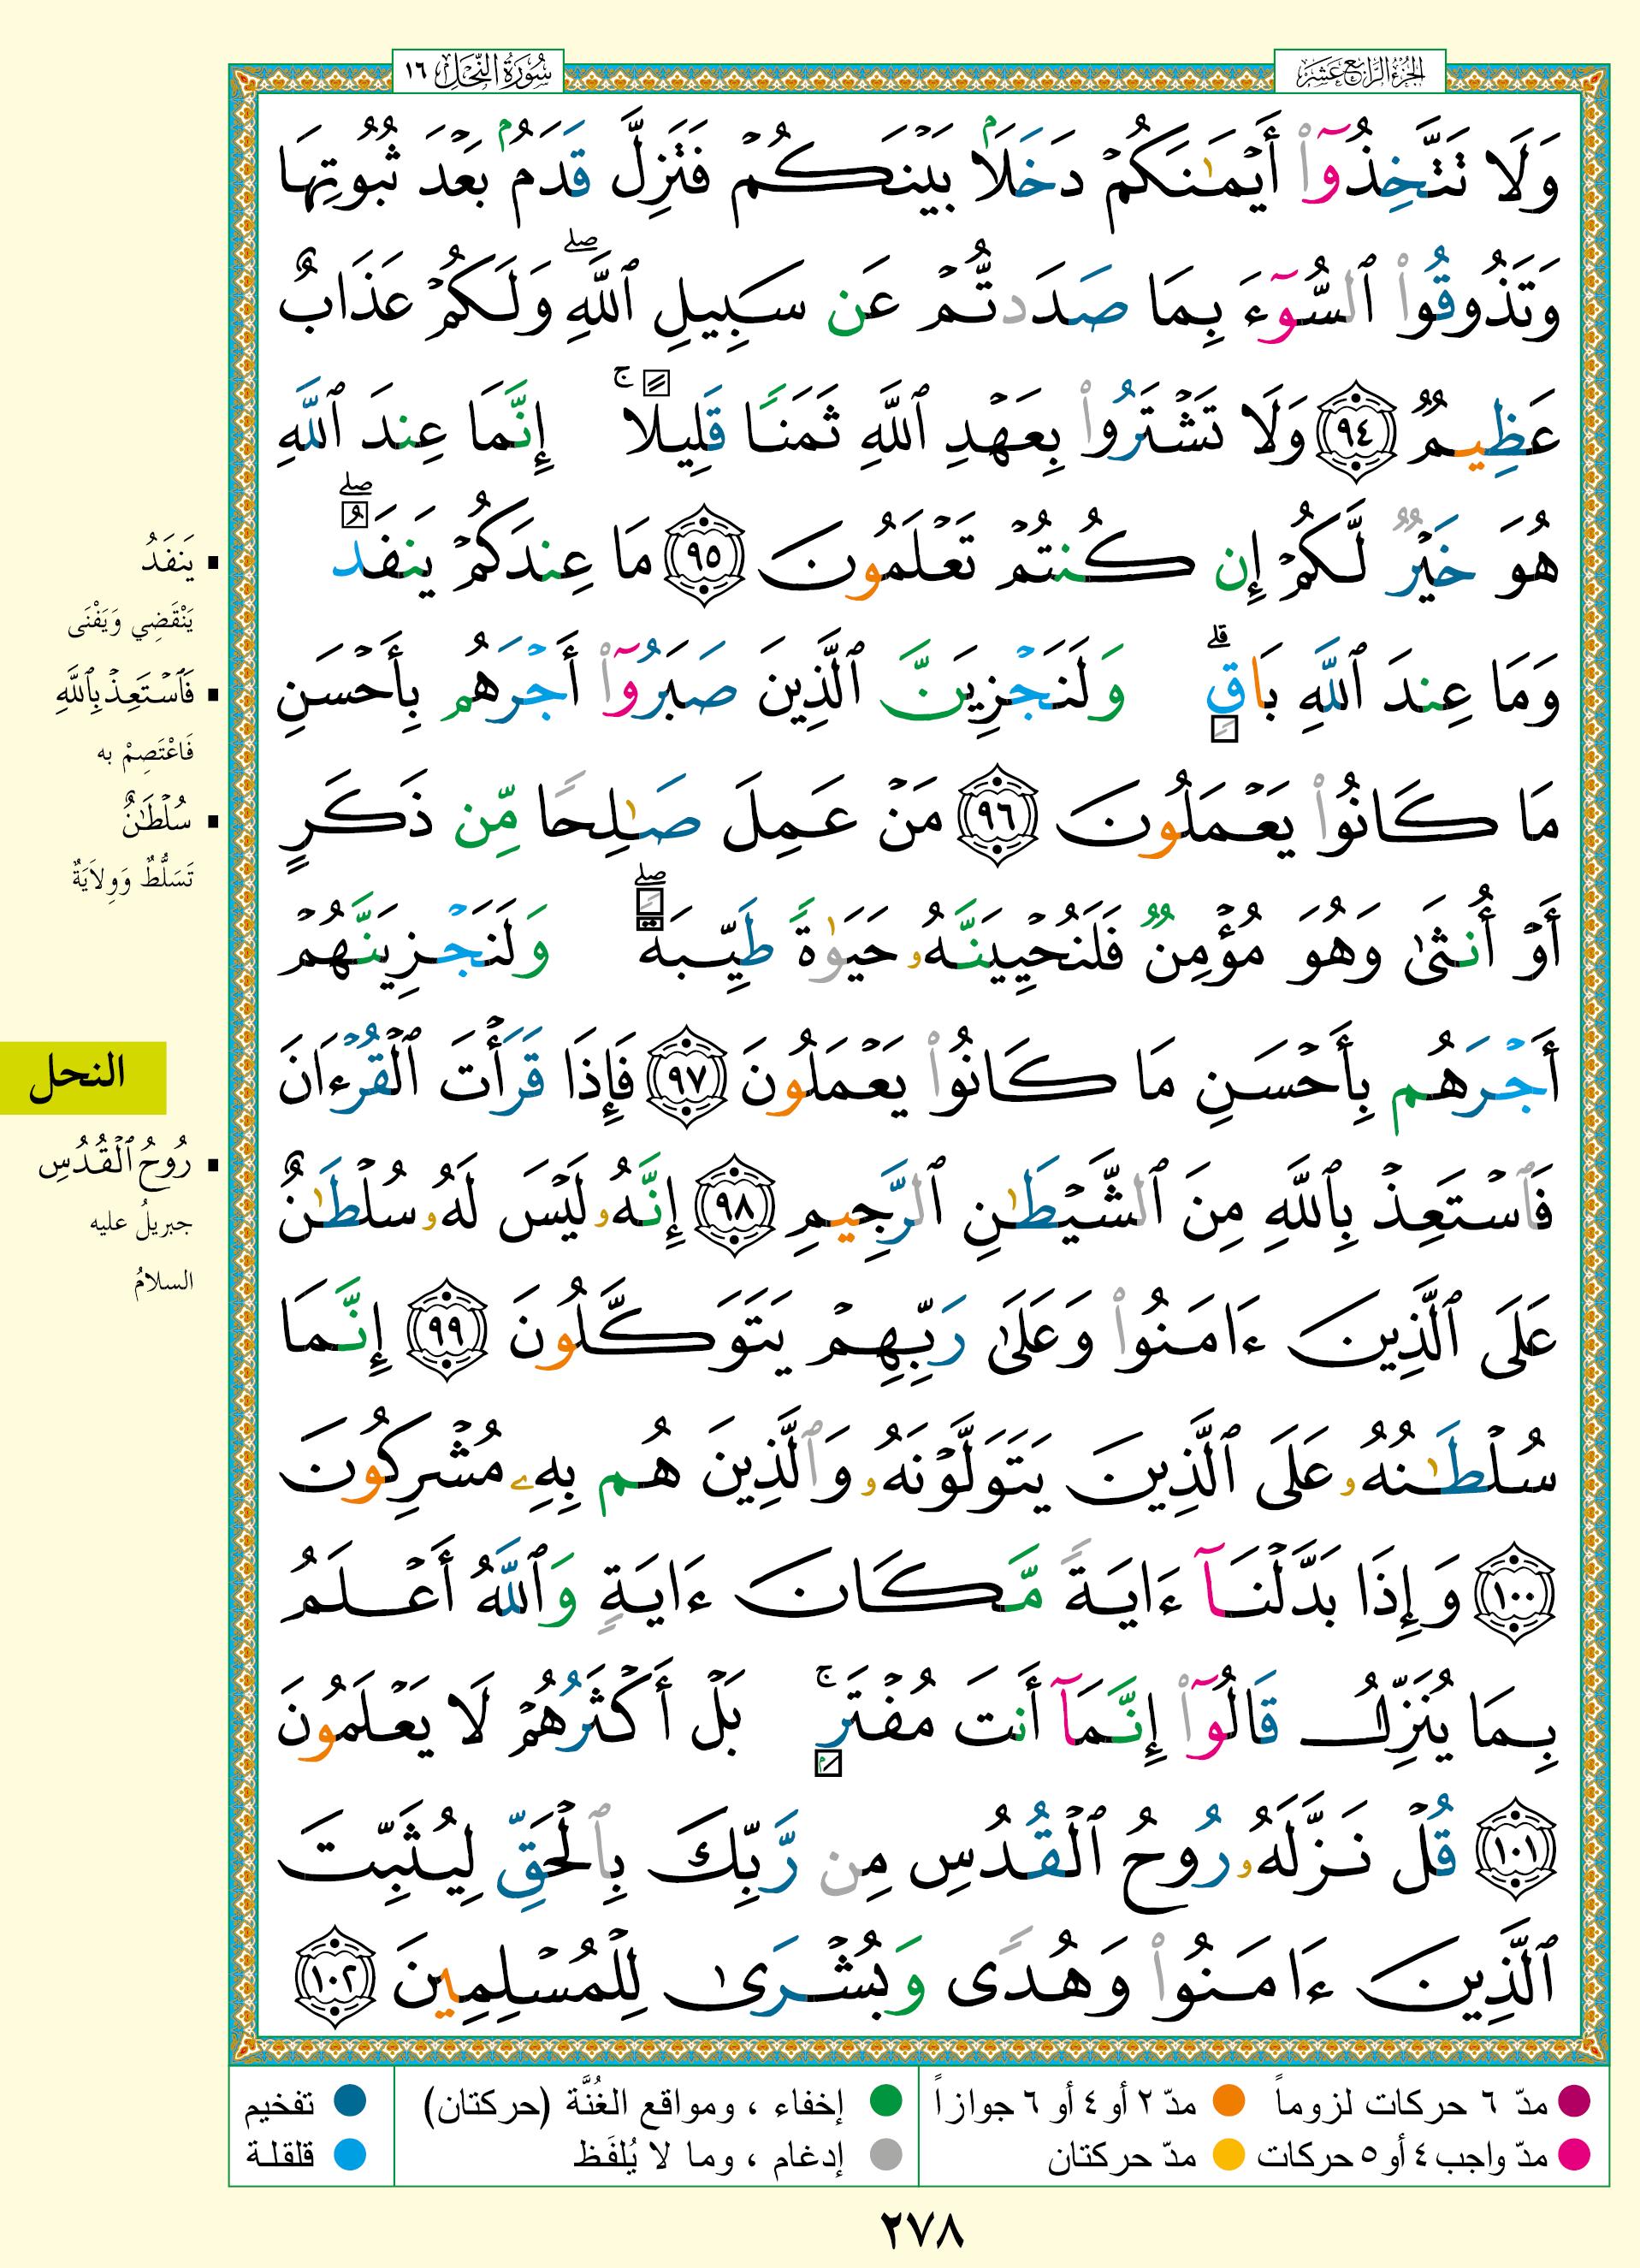 الجزء الرابع عشر
سورة النحل ١٦
وَلَا تَتَّخِذُوٓا۟ أَيْمَـٰنَكُمْ دَخَلًۢا بَيْنَكُمْ فَتَزِلَّ قَدَمٌۢ بَعْدَ ثُبُوتِهَا
وَتَذُوقُوا۟ ٱلسُّوٓءَ بِمَا صَدَدتُّمْ عَن سَبِيلِ ٱللَّهِ ۖ وَلَكُمْ عَذَابٌ
عَظِيمٌ ٩٤ وَلَا تَشْتَرُوا۟ بِعَهْدِ ٱللَّهِ ثَمَنًا قَلِيلًا ۚ إِنَّمَا عِندَ ٱللَّهِ
هُوَ خَيْرٌ لَّكُمْ إِن كُنتُمْ تَعْلَمُونَ ٩٥ مَا عِندَكُمْ يَنفَدُ ۖ
وَمَا عِندَ ٱللَّهِ بَاقٍ ۗ وَلَنَجْزِيَنَّ ٱلَّذِينَ صَبَرُوٓا۟ أَجْرَهُم بِأَحْسَنِ
مَا كَانُوا۟ يَعْمَلُونَ ٩٦ مَنْ عَمِلَ صَـٰلِحًا مِّن ذَكَرٍ
أَوْ أُنثَىٰ وَهُوَ مُؤْمِنٌ فَلَنُحْيِيَنَّهُۥ حَيَوٰةً طَيِّبَةً ۖ وَلَنَجْزِيَنَّهُمْ
أَجْرَهُم بِأَحْسَنِ مَا كَانُوا۟ يَعْمَلُونَ ٩٧ فَإِذَا قَرَأْتَ ٱلْقُرْءَانَ
فَٱسْتَعِذْ بِٱللَّهِ مِنَ ٱلشَّيْطَـٰنِ ٱلرَّجِيمِ ٩٨ إِنَّهُۥ لَيْسَ لَهُۥ سُلْطَـٰنٌ
عَلَى ٱلَّذِينَ ءَامَنُوا۟ وَعَلَىٰ رَبِّهِمْ يَتَوَكَّلُونَ ٩٩ إِنَّمَا
سُلْطَـٰنُهُۥ عَلَى ٱلَّذِينَ يَتَوَلَّوْنَهُۥ وَٱلَّذِينَ هُم بِهِۦ مُشْرِكُونَ
١٠٠ وَإِذَا بَدَّلْنَآ ءَايَةً مَّكَانَ ءَايَةٍ وَٱللَّهُ أَعْلَمُ
بِمَا يُنَزِّلُ قَالُوٓا۟ إِنَّمَآ أَنتَ مُفْتَرٍۭ ۚ بَلْ أَكْثَرُهُمْ لَا يَعْلَمُونَ
١٠١ قُلْ نَزَّلَهُۥ رُوحُ ٱلْقُدُسِ مِن رَّبِّكَ بِٱلْحَقِّ لِيُثَبِّتَ
ٱلَّذِينَ ءَامَنُوا۟ وَهُدًى وَبُشْرَىٰ لِلْمُسْلِمِينَ ١٠٢
▪ يَنفَدُ
يَنْقَضِي وَيَفْنَى
▪ فَٱسْتَعِذْ بِٱللَّهِ
فَاعْتَصِمْ به
▪ سُلْطَـٰنٌ
تَسَلُّطٌ وَوِلَايَةٌ
النحل
▪ رُوحُ ٱلْقُدُسِ
جبريلُ عليه
السلامُ
مدّ ٦ حركات لزوماً ● مدّ ٢ أو ٤ أو ٦ جوازاً ● إخفاء ، ومواقع الغُنَّة (حركتان) ● تفخيم
مدّ واجب ٤ أو ٥ حركات ● مدّ حركتان ● إدغام ، وما لا يُلفَظ ● قلقلة
٢٧٨